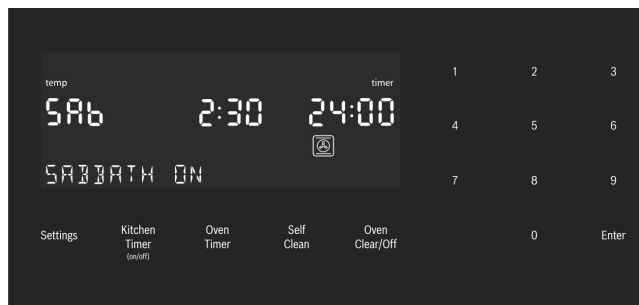 temp timer
SAb 2:30 24:00
SABBATH ON
1 2 3
4 5 6
7 8 9
0 Enter
Settings
Kitchen
Timer
(on/off)
Oven
Timer
Self
Clean
Oven
Clear/Off